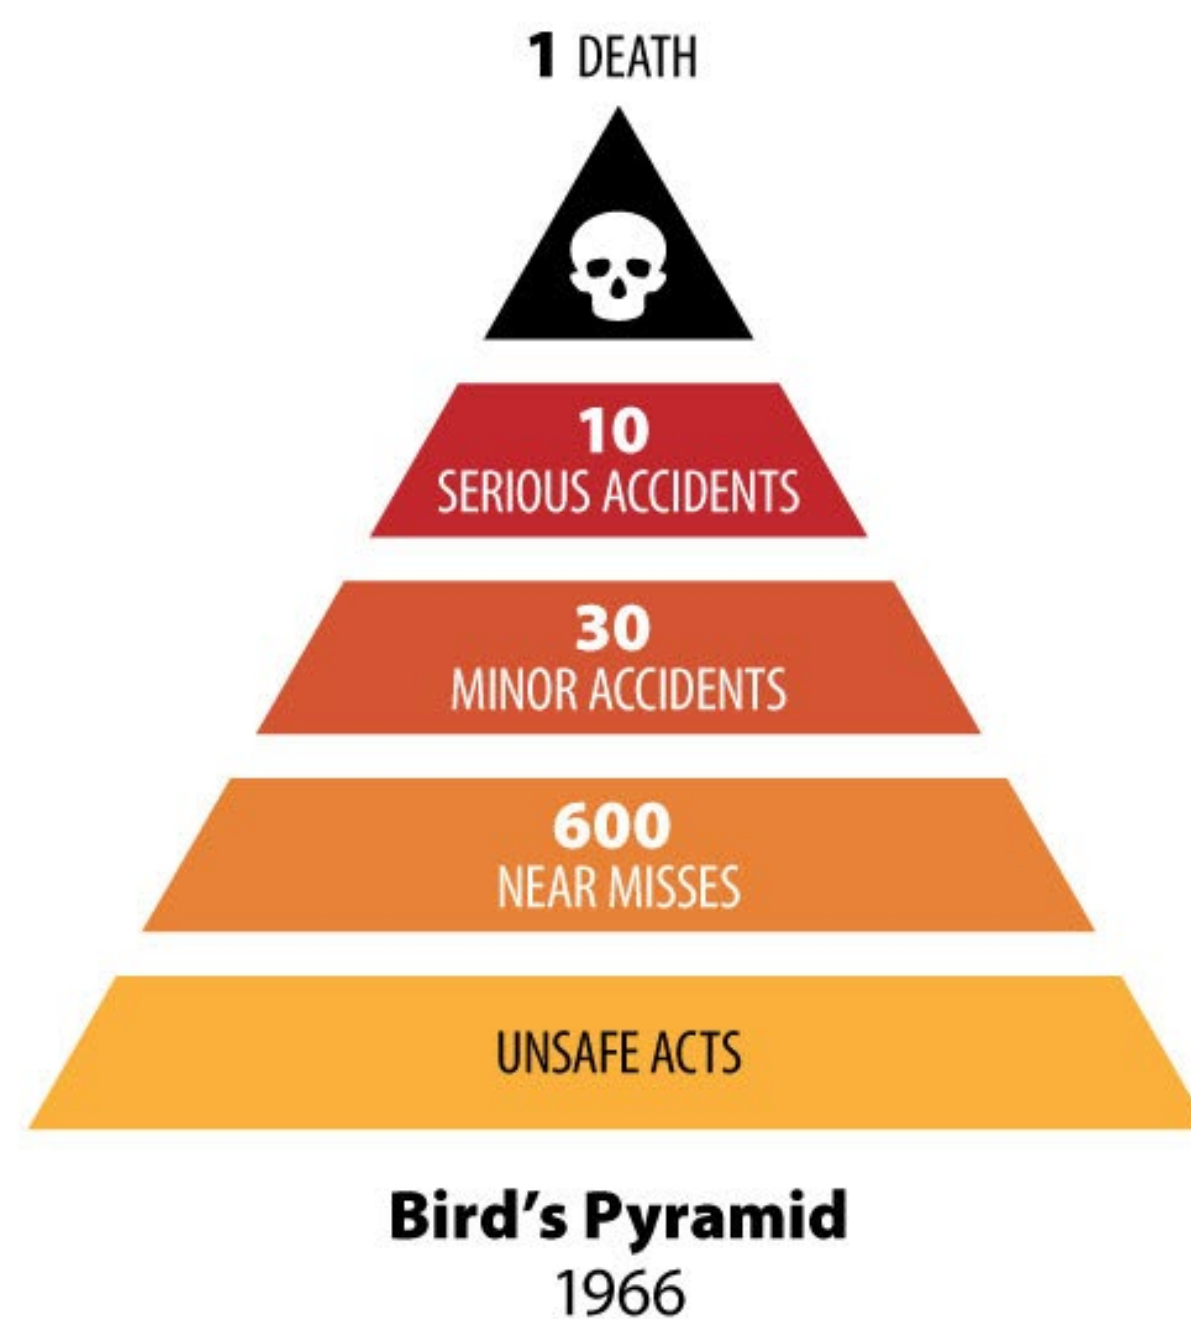 1 DEATH
10
SERIOUS ACCIDENTS
30
MINOR ACCIDENTS
600
NEAR MISSES
UNSAFE ACTS
Bird’s Pyramid
1966